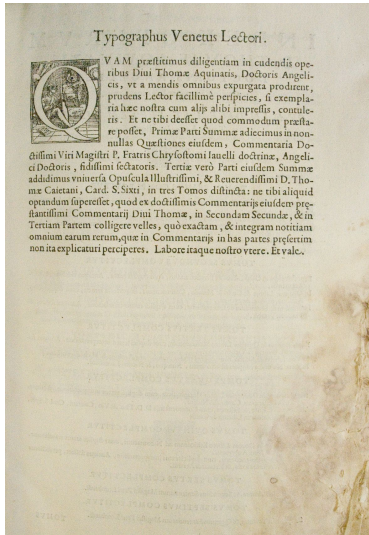 Typographus Venetus Lectori.
QVAM præstitimus diligentiam in cudendis ope-
ribus Diui Thomæ Aquinatis, Doctoris Angeli-
cis, vt a mendis omnibus expurgata prodirent,
prudens Lector facillimè perspicies, si exempla-
ria hæc nostra cum alijs alibi impressis, contule-
ris. Et ne tibi deesset quod commodum præsta-
re posset, Primæ Parti Summæ adiecimus in non-
nullas Quæstiones eiusdem, Commentaria Do-
ctissimi Viri Magistri P. Fratris Chrysostomi Iauelli doctrinæ, Angeli-
ci Doctoris, fidissimi sectatoris. Tertiæ verò Parti eiusdem Summæ
addidimus vniuersa Opuscula Illustrissimi, & Reuerendissimi D. Tho-
mæ Caietani, Card. S. Sixti, in tres Tomos distincta: ne tibi aliquid
optandum superesset, quod ex doctissimis Commentarijs eiusdem prę-
stantissimi Commentarij Diui Thomæ, in Secundam Secundæ, & in
Tertiam Partem colligere velles, quò exactam, & integram notitiam
omnium earum rerum, quæ in Commentarijs in has partes pręsertim
non ita explicaturi perciperes. Labore itaque nostro vtere. Et vale.